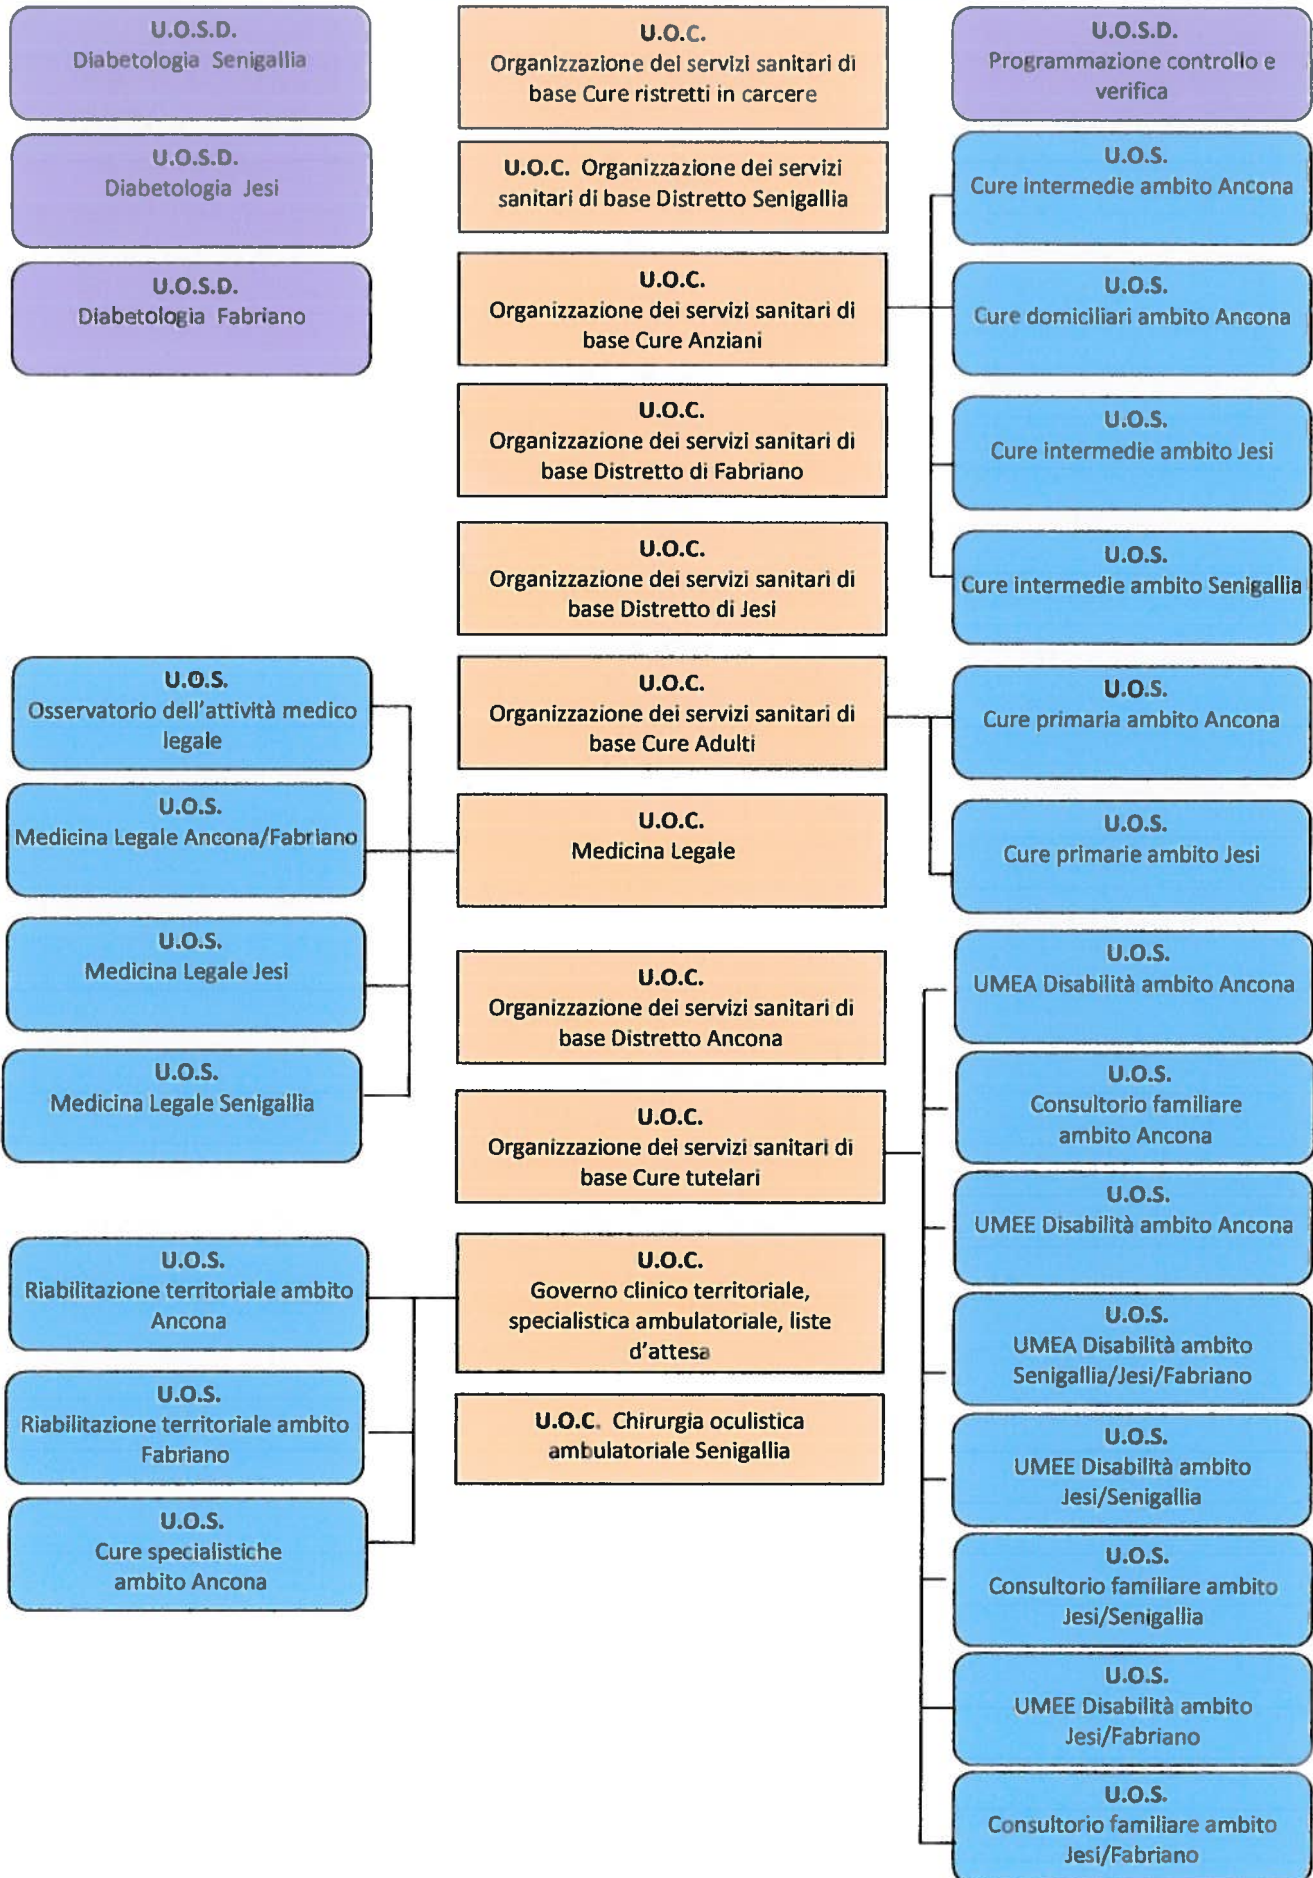 U.O.S.D.
Diabetologia Senigallia
U.O.S.D.
Diabetologia Jesi
U.O.S.D.
Diabetologia Fabriano
U.O.S.
Osservatorio dell'attività medico
legale
U.O.S.
Medicina Legale Ancona/Fabriano
U.O.S.
Medicina Legale Jesi
U.O.S.
Medicina Legale Senigallia
U.O.S.
Riabilitazione territoriale ambito
Ancona
U.O.S.
Riabilitazione territoriale ambito
Fabriano
U.O.S.
Cure specialistiche
ambito Ancona
U.O.C.
Organizzazione dei servizi sanitari di
base Cure ristretti in carcere
U.O.C. Organizzazione dei servizi
sanitari di base Distretto Senigallia
U.O.C.
Organizzazione dei servizi sanitari di
base Cure Anziani
U.O.C.
Organizzazione dei servizi sanitari di
base Distretto di Fabriano
U.O.C.
Organizzazione dei servizi sanitari di
base Distretto di Jesi
U.O.C.
Organizzazione dei servizi sanitari di
base Cure Adulti
U.O.C.
Medicina Legale
U.O.C.
Organizzazione dei servizi sanitari di
base Distretto Ancona
U.O.C.
Organizzazione dei servizi sanitari di
base Cure tutelari
U.O.C.
Governo clinico territoriale,
specialistica ambulatoriale, liste
d'attesa
U.O.C. Chirurgia oculistica
ambulatoriale Senigallia
U.O.S.D.
Programmazione controllo e
verifica
U.O.S.
Cure intermedie ambito Ancona
U.O.S.
Cure domiciliari ambito Ancona
U.O.S.
Cure intermedie ambito Jesi
U.O.S.
Cure intermedie ambito Senigallia
U.O.S.
Cure primaria ambito Ancona
U.O.S.
Cure primarie ambito Jesi
U.O.S.
UMEA Disabilità ambito Ancona
U.O.S.
Consultorio familiare
ambito Ancona
U.O.S.
UMEE Disabilità ambito Ancona
U.O.S.
UMEA Disabilità ambito
Senigallia/Jesi/Fabriano
U.O.S.
UMEE Disabilità ambito
Jesi/Senigallia
U.O.S.
Consultorio familiare ambito
Jesi/Senigallia
U.O.S.
UMEE Disabilità ambito
Jesi/Fabriano
U.O.S.
Consultorio familiare ambito
Jesi/Fabriano